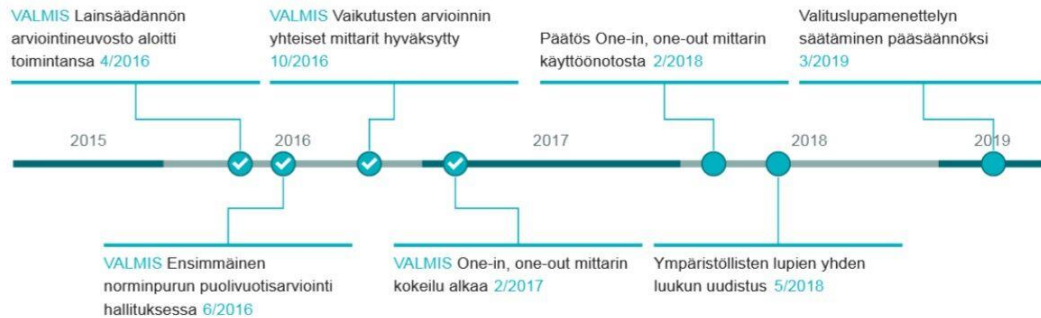 VALMIS Lainsäädännön
arviointineuvosto aloitti
toimintansa 4/2016
VALMIS Vaikutusten arvioinnin
yhteiset mittarit hyväksytty
10/2016
Päätös One-in, one-out mittarin
käyttöönotosta 2/2018
Valituslupamenettelyn
säätäminen pääsäännöksi
3/2019
2015
2016
2017
2018
2019
VALMIS Ensimmäinen
norminpurun puolivuotisarviointi
hallituksessa 6/2016
VALMIS One-in, one-out mittarin
kokeilu alkaa 2/2017
Ympäristöllisten lupien yhden
luukun uudistus 5/2018